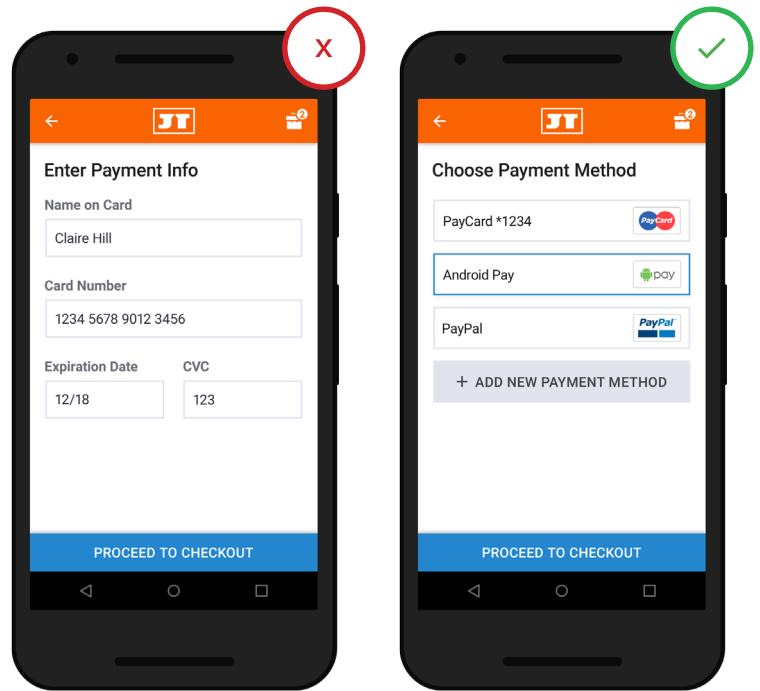 X
JT
2
Enter Payment Info
Name on Card
Claire Hill
Card Number
1234 5678 9012 3456
Expiration Date CVC
12/18 123
PROCEED TO CHECKOUT
JT
2
Choose Payment Method
PayCard *1234 PayCard
Android Pay pay
PayPal PayPal
+ ADD NEW PAYMENT METHOD
PROCEED TO CHECKOUT